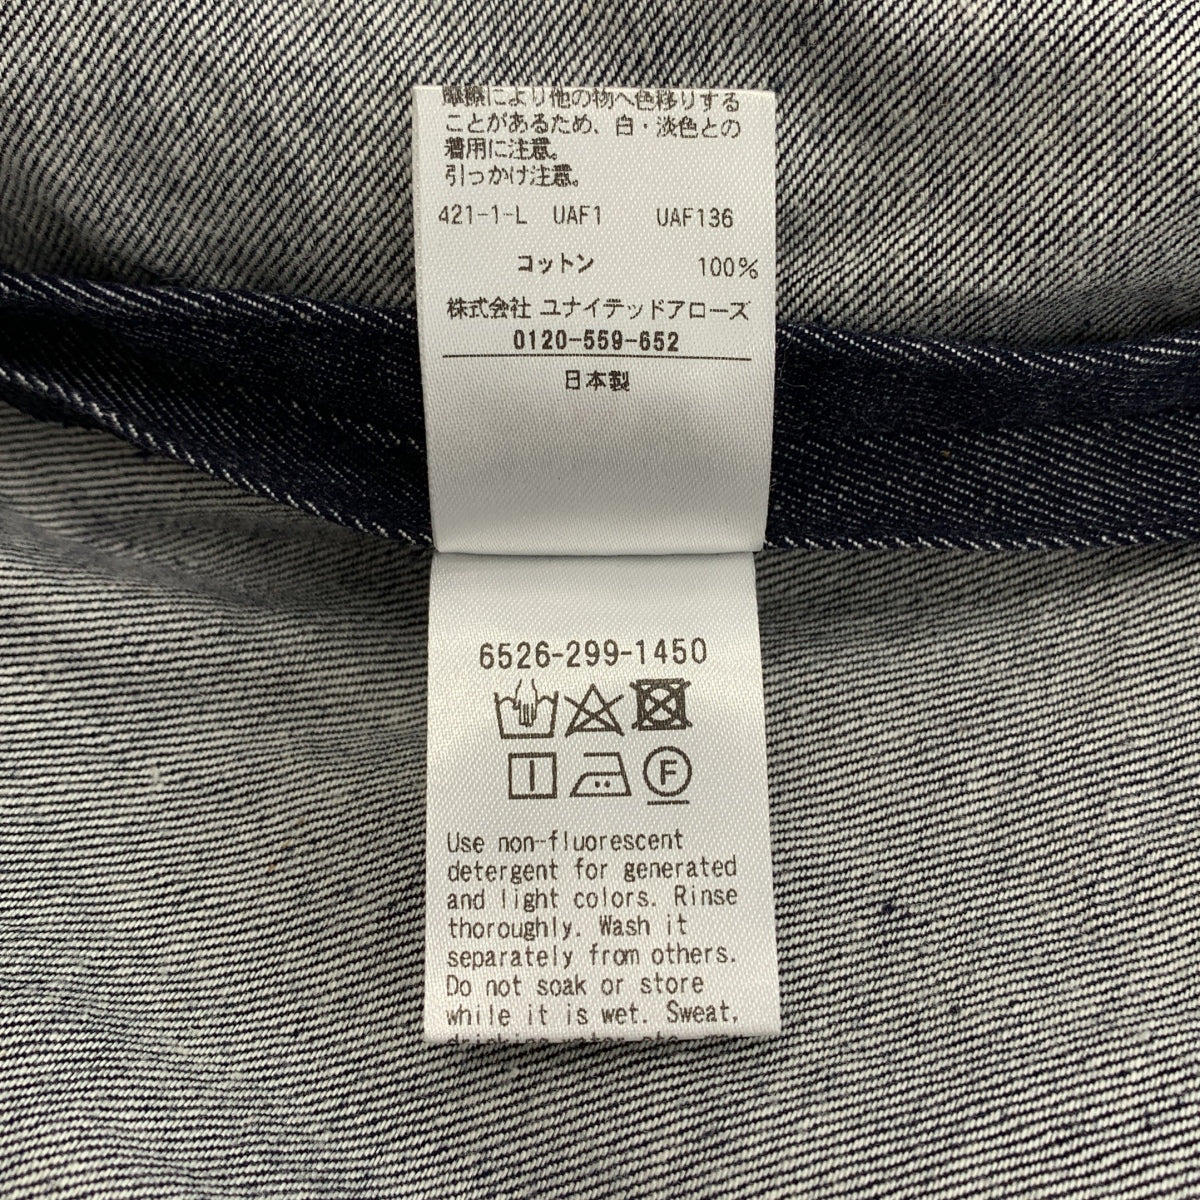 摩擦により他の物へ色移りする
ことがあるため、白・淡色との
着用に注意。
引っかけ注意。
421-1-L UAF1 UAF136
コットン 100%
株式会社 ユナイテッドアローズ
0120-559-652
日本製
6526-299-1450
F
Use non-fluorescent
detergent for generated
and light colors. Rinse
thoroughly. Wash it
separately from others.
Do not soak or store
while it is wet. Sweat,